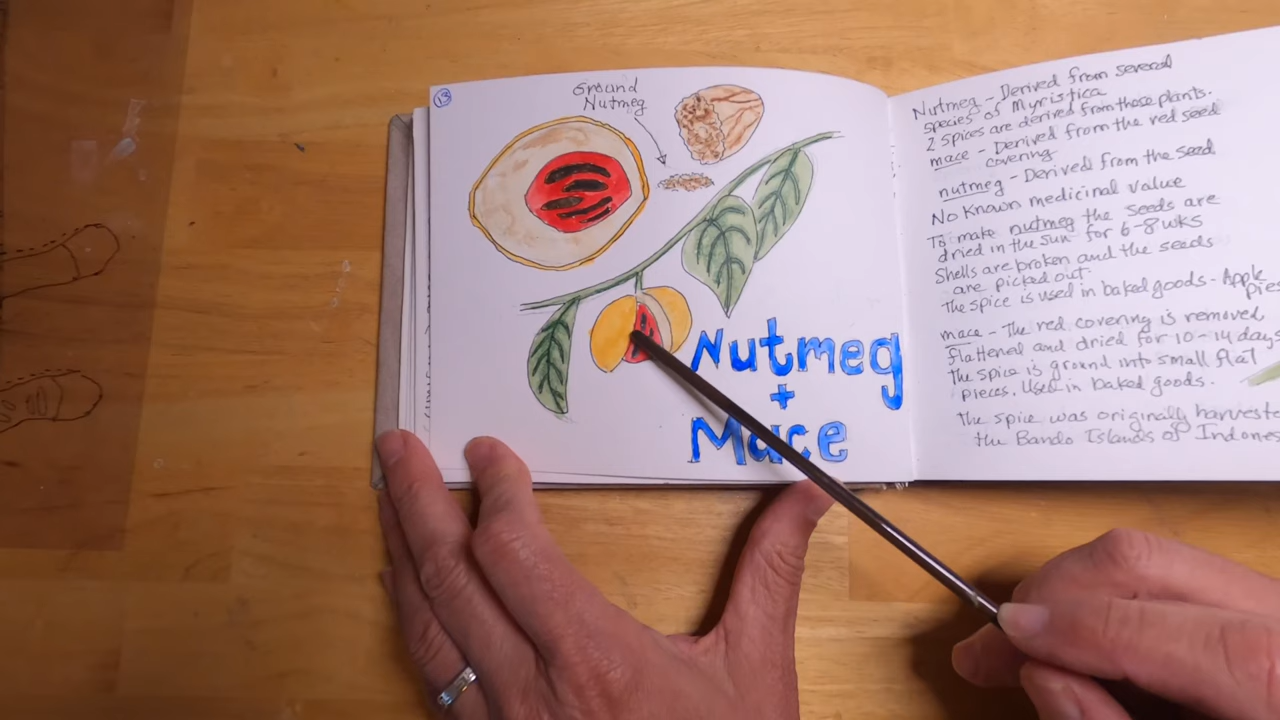 13
Ground
Nutmeg
Nutmeg
+
Mace
Nutmeg - Derived from several
species of Myristica
2 spices are derived from those plants.
mace - Derived from the red seed
covering
nutmeg - Derived from the seed
No known medicinal value
To make nutmeg the seeds are
dried in the sun for 6-8 wks
Shells are broken and the seeds
are picked out.
The spice is used in baked goods - Apple
pies
mace - The red covering is removed
flattened and dried for 10-14 days
The spice is ground into small flat
pieces. Used in baked goods.
The spice was originally harveste
the Bando Islands of Indones